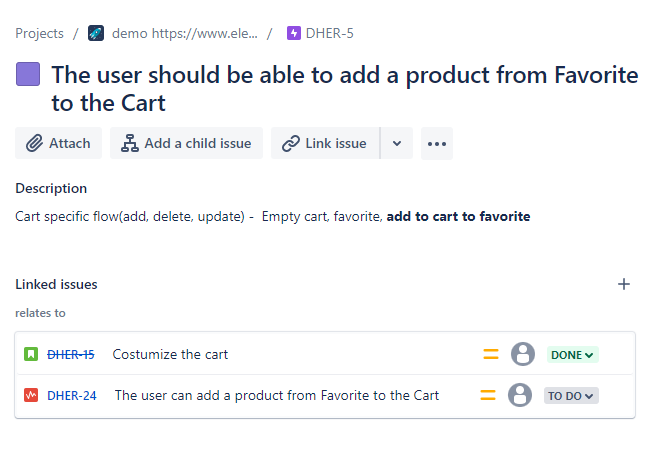 Projects / demo https://www.ele... / DHER-5
The user should be able to add a product from Favorite
to the Cart
Attach Add a child issue Link issue
Description
Cart specific flow(add, delete, update) - Empty cart, favorite, add to cart to favorite
Linked issues
relates to
DHER-15 Costumize the cart DONE
DHER-24 The user can add a product from Favorite to the Cart TO DO